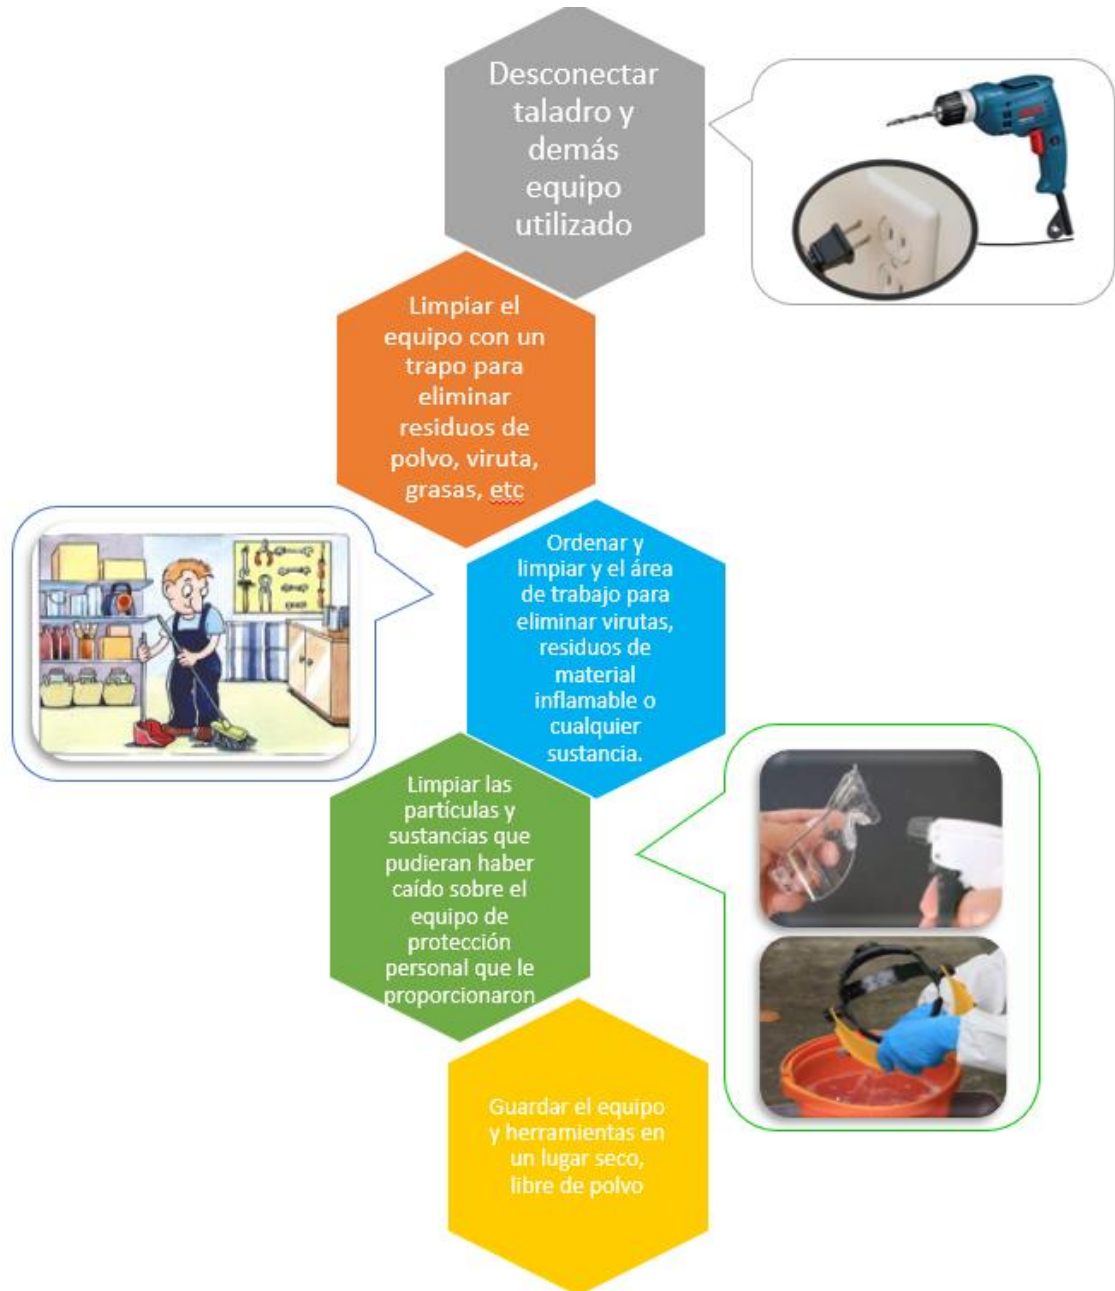 Desconectar
taladro y
demás
equipo
utilizado
Limpiar el
equipo con un
trapo para
eliminar
residuos de
polvo, viruta,
grasas, etc
Ordenar y
limpiar y el área
de trabajo para
eliminar virutas,
residuos de
material
inflamable o
cualquier
sustancia.
Limpiar las
partículas y
sustancias que
pudieran haber
caído sobre el
equipo de
protección
personal que le
proporcionaron
Guardar el equipo
y herramientas en
un lugar seco,
libre de polvo